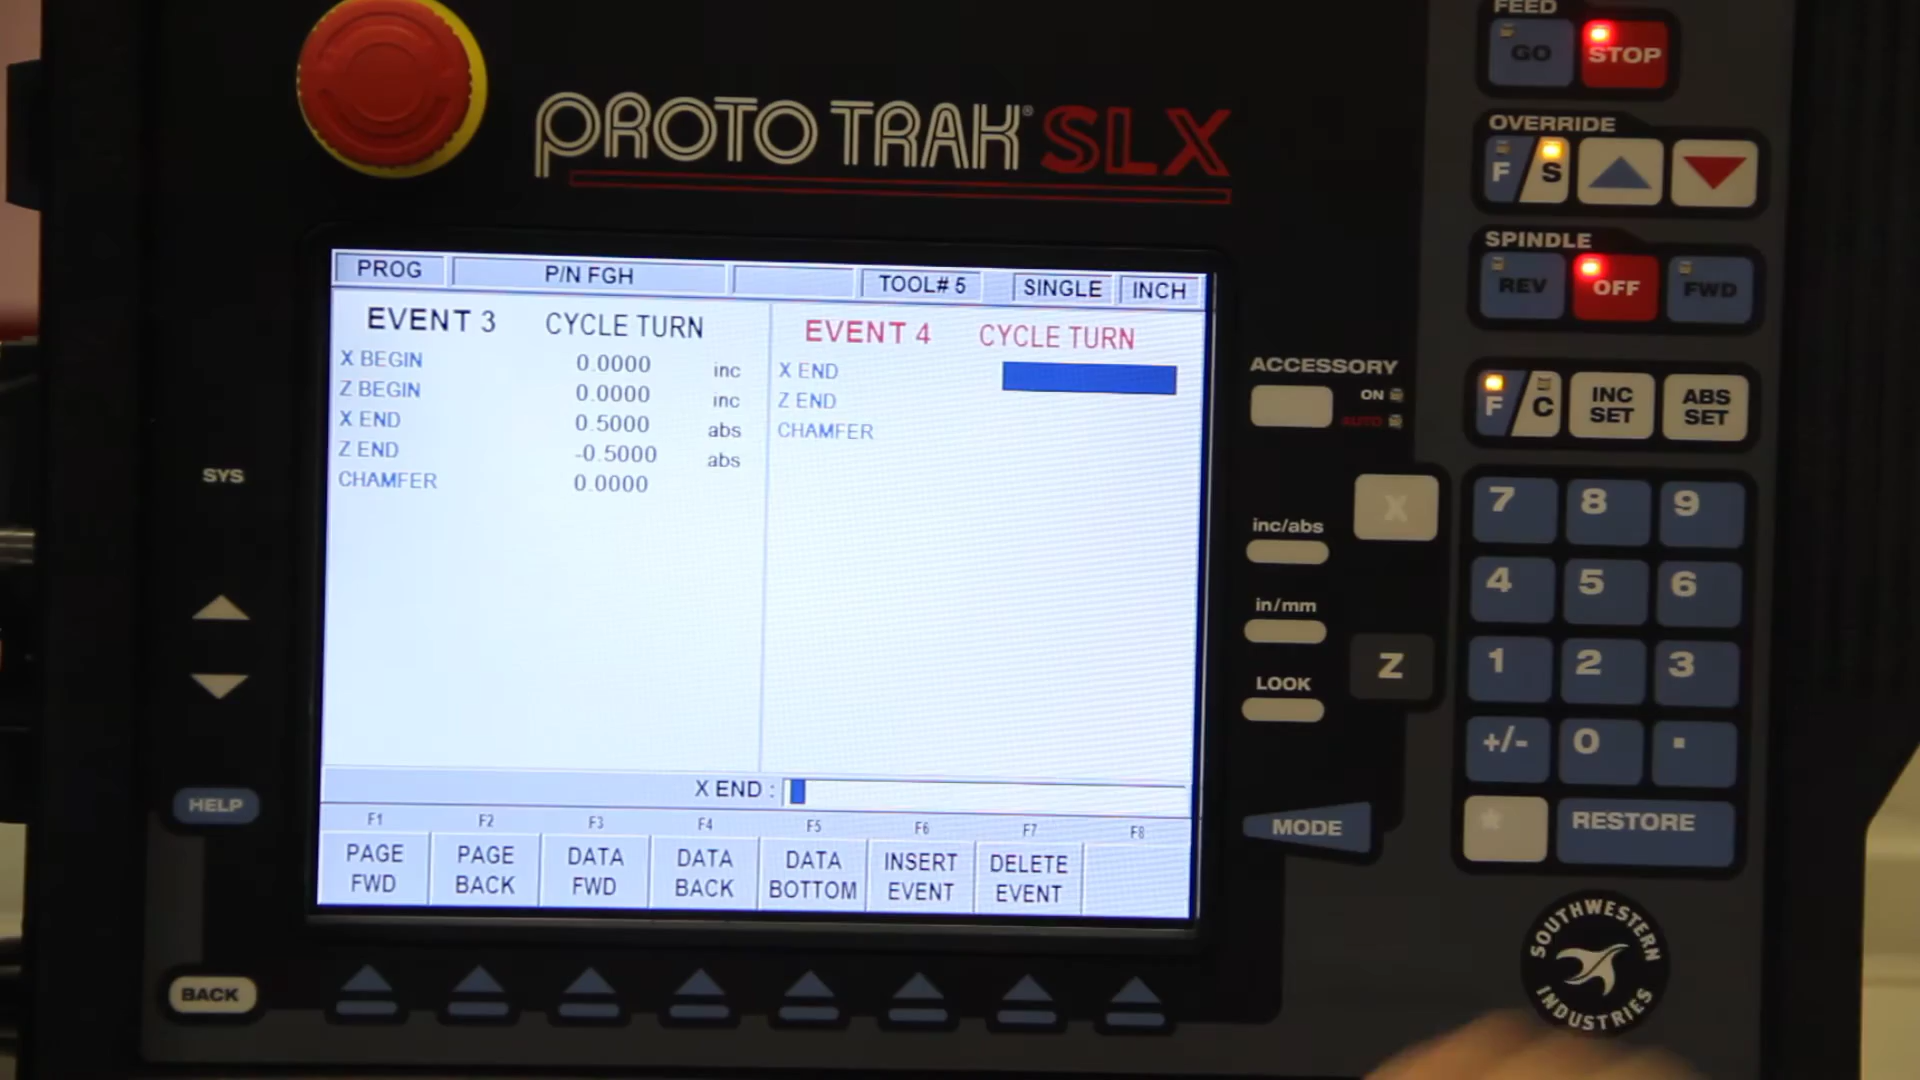 PROTO TRAK® SLX
PROG P/N FGH TOOL# 5 SINGLE INCH
EVENT 3 CYCLE TURN
X BEGIN 0.0000 inc
Z BEGIN 0.0000 inc
X END 0.5000 abs
Z END -0.5000 abs
CHAMFER 0.0000
EVENT 4 CYCLE TURN
X END
Z END
CHAMFER
X END :
F1 F2 F3 F4 F5 F6 F7 F8
PAGE FWD
PAGE BACK
DATA FWD
DATA BACK
DATA BOTTOM
INSERT EVENT
DELETE EVENT
SYS
HELP
BACK
FEED
GO STOP
OVERRIDE
F S
SPINDLE
REV OFF FWD
ACCESSORY
ON
AUTO
F C
INC SET
ABS SET
inc/abs
in/mm
LOOK
X
Z
MODE
7 8 9
4 5 6
1 2 3
+/- 0 .
* RESTORE
SOUTHWESTERN
INDUSTRIES